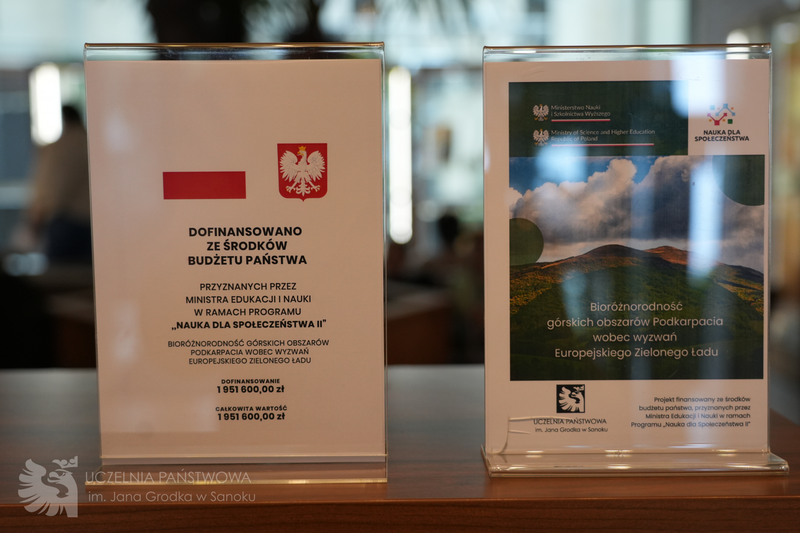 DOFINANSOWANO
ZE ŚRODKÓW
BUDŻETU PAŃSTWA
PRZYZNANYCH PRZEZ
MINISTRA EDUKACJI I NAUKI
W RAMACH PROGRAMU
„NAUKA DLA SPOŁECZEŃSTWA II"
BIORÓŻNORODNOŚĆ GÓRSKICH OBSZARÓW
PODKARPACIA WOBEC WYZWAŃ
EUROPEJSKIEGO ZIELONEGO ŁADU
DOFINANSOWANIE
1 951 600,00 zł
CAŁKOWITA WARTOŚĆ
1 951 600,00 zł
Ministerstwo Nauki
i Szkolnictwa Wyższego
Ministry of Science and Higher Education
Republic of Poland
NAUKA DLA
SPOŁECZEŃSTWA
Bioróżnorodność
górskich obszarów Podkarpacia
wobec wyzwań
Europejskiego Zielonego Ładu
UCZELNIA PAŃSTWOWA
im. Jana Grodka w Sanoku
Projekt finansowany ze środków
budżetu państwa, przyznanych przez
Ministra Edukacji i Nauki w ramach
Programu „Nauka dla Społeczeństwa II"
UCZELNIA PAŃSTWOWA
im. Jana Grodka w Sanoku